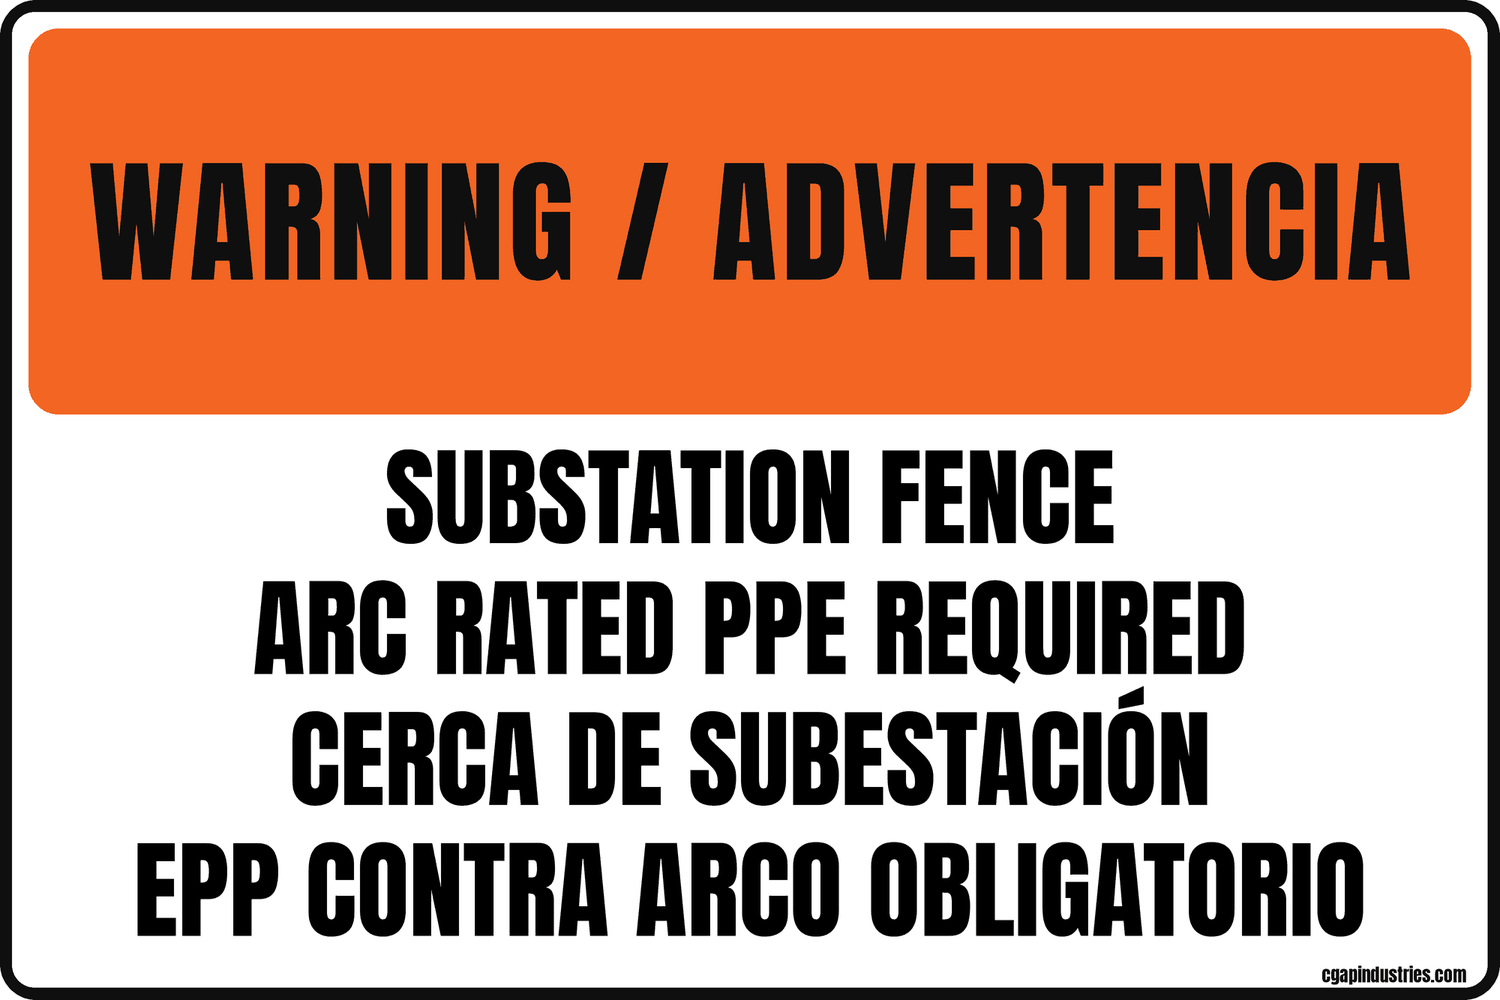 WARNING / ADVERTENCIA
SUBSTATION FENCE
ARC RATED PPE REQUIRED
CERCA DE SUBESTACIÓN
EPP CONTRA ARCO OBLIGATORIO
cgapindustries.com